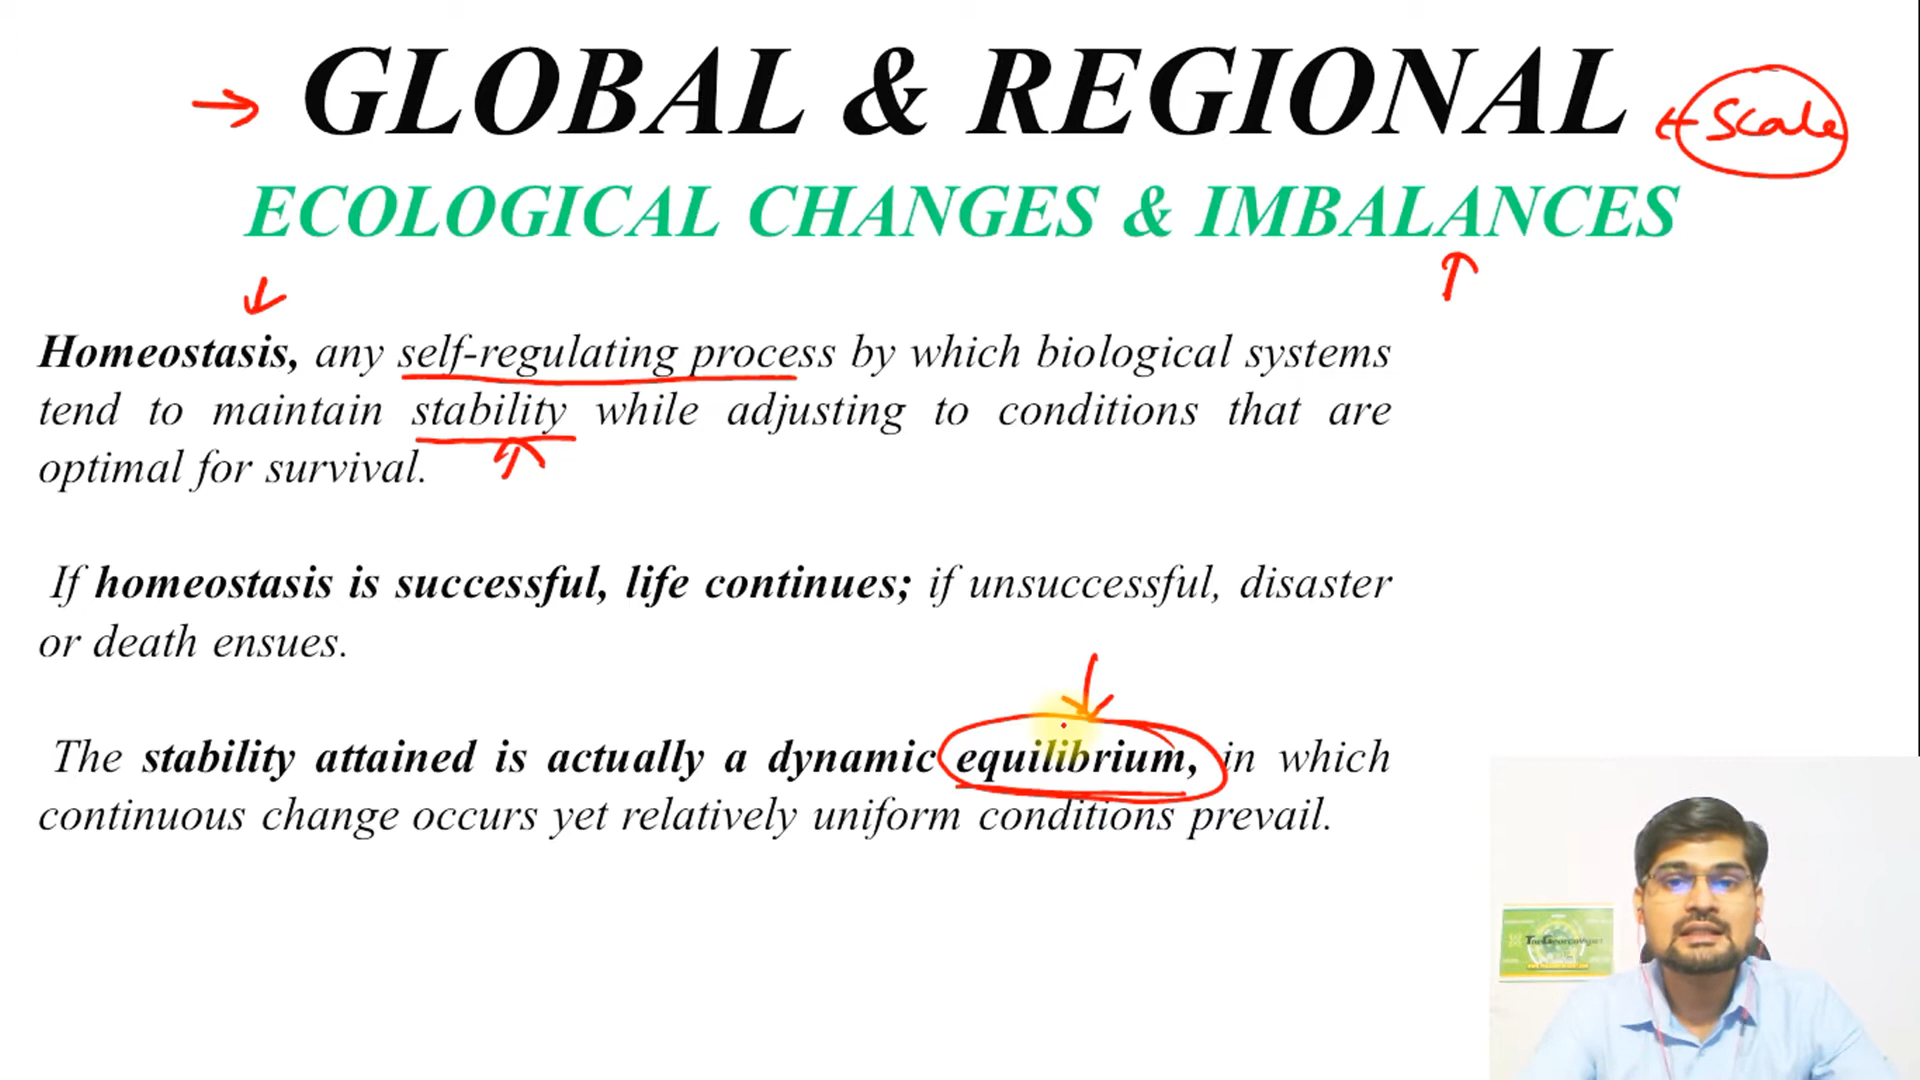 GLOBAL & REGIONAL
Scale
ECOLOGICAL CHANGES & IMBALANCES
Homeostasis, any self-regulating process by which biological systems
tend to maintain stability while adjusting to conditions that are
optimal for survival.
If homeostasis is successful, life continues; if unsuccessful, disaster
or death ensues.
The stability attained is actually a dynamic equilibrium, in which
continuous change occurs yet relatively uniform conditions prevail.